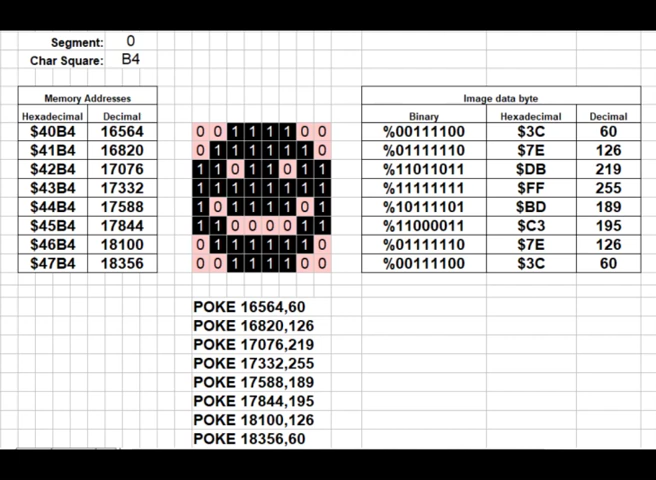 Segment: 0
Char Square: B4
Memory Addresses Image data byte
Hexadecimal Decimal Binary Hexadecimal Decimal
$40B4 16564 0 0 1 1 1 1 0 0 %00111100 $3C 60
$41B4 16820 0 1 1 1 1 1 1 0 %01111110 $7E 126
$42B4 17076 1 1 0 1 1 0 1 1 %11011011 $DB 219
$43B4 17332 1 1 1 1 1 1 1 1 %11111111 $FF 255
$44B4 17588 1 0 1 1 1 1 0 1 %10111101 $BD 189
$45B4 17844 1 1 0 0 0 0 1 1 %11000011 $C3 195
$46B4 18100 0 1 1 1 1 1 1 0 %01111110 $7E 126
$47B4 18356 0 0 1 1 1 1 0 0 %00111100 $3C 60
POKE 16564,60
POKE 16820,126
POKE 17076,219
POKE 17332,255
POKE 17588,189
POKE 17844,195
POKE 18100,126
POKE 18356,60